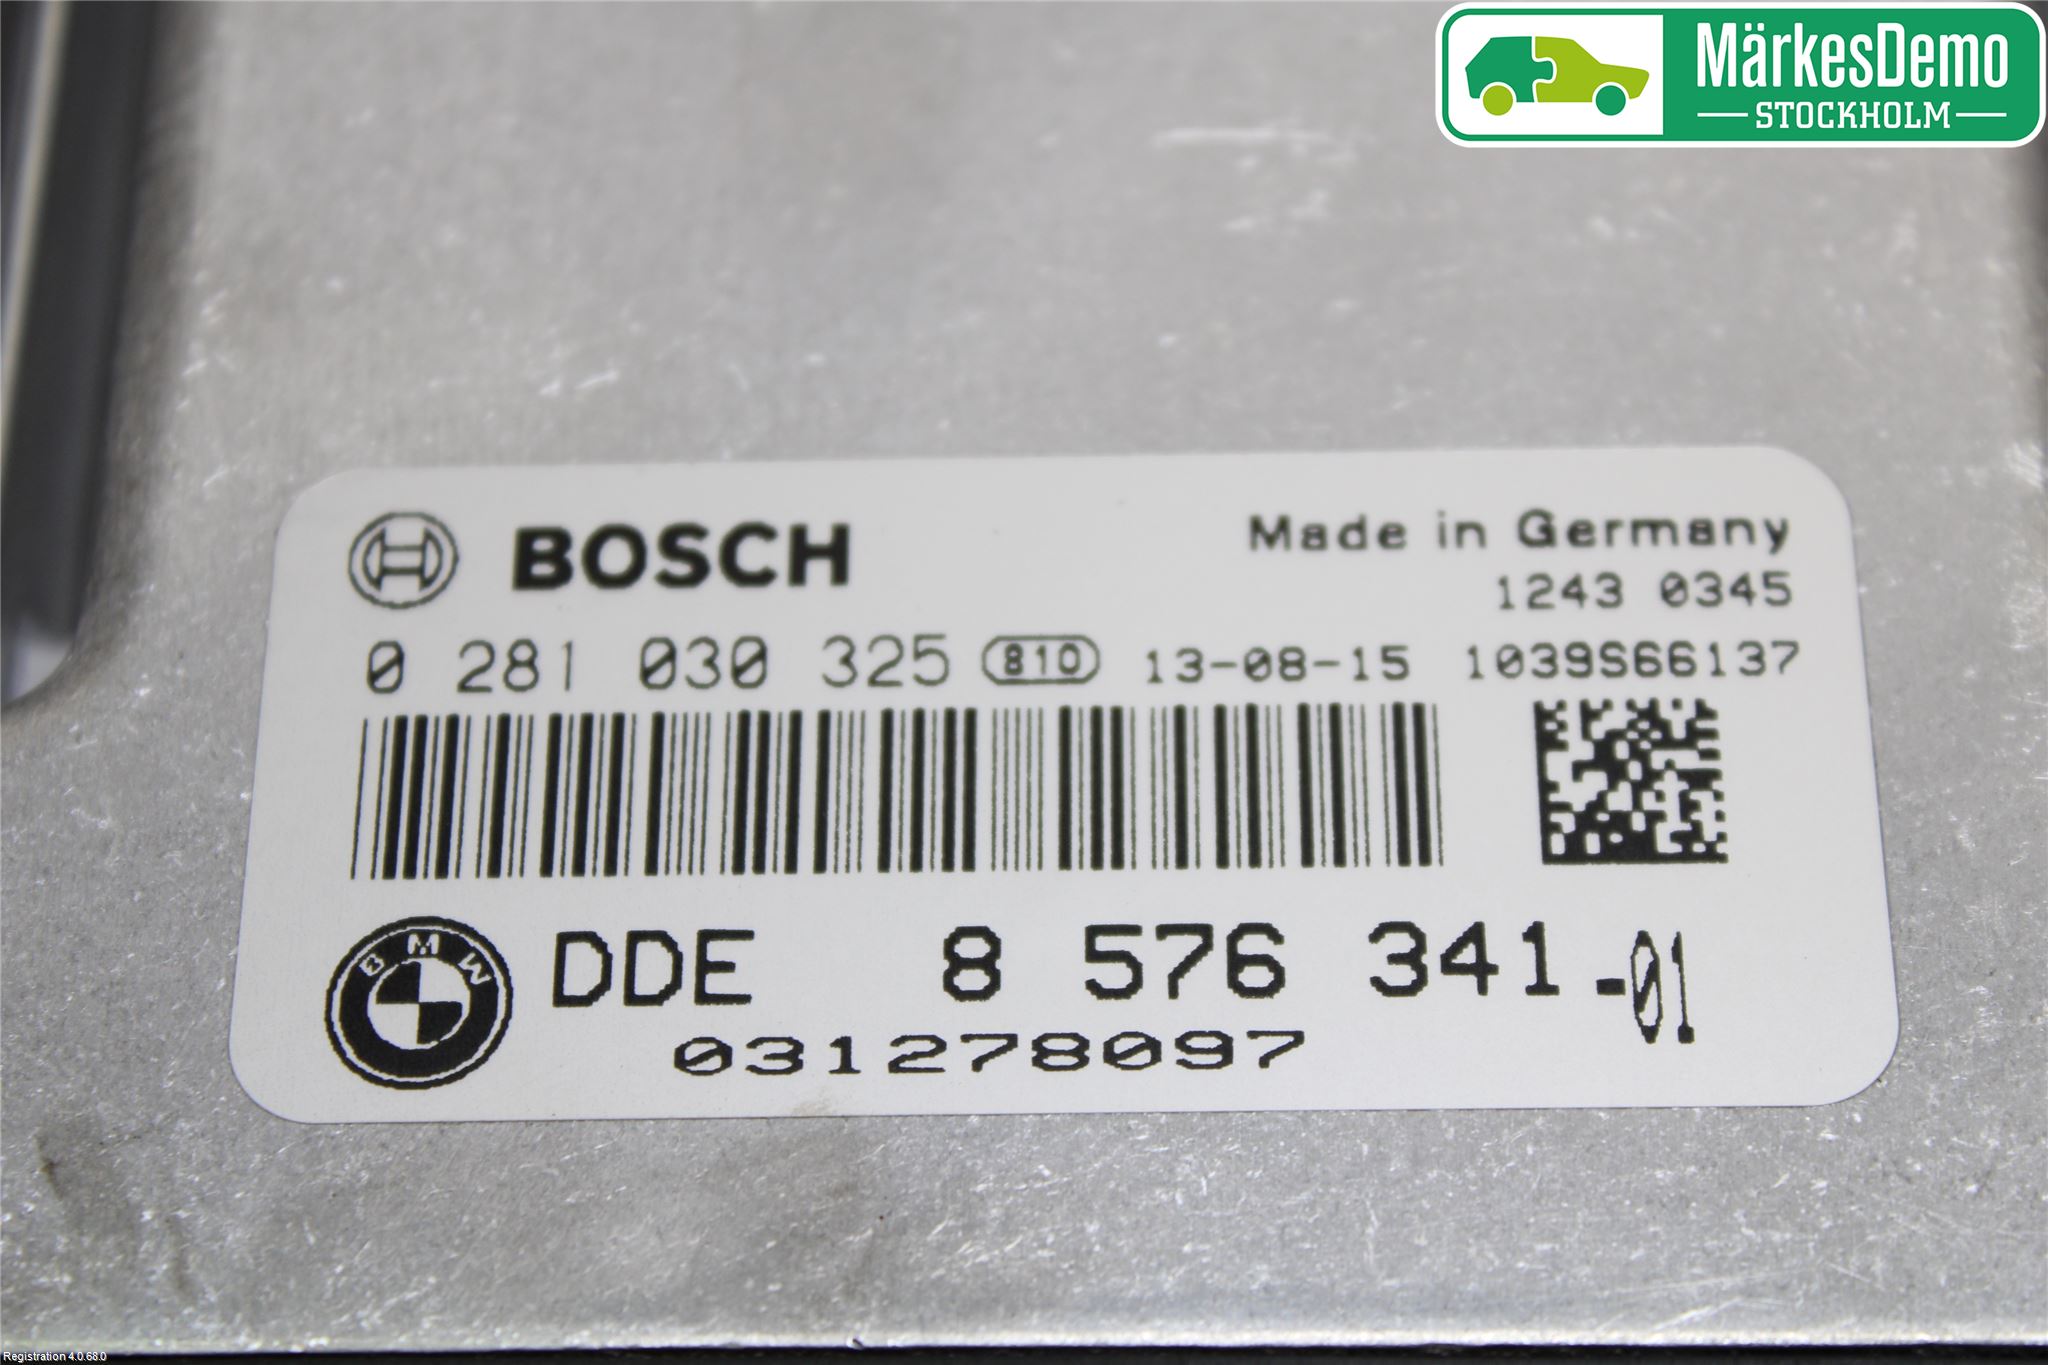 MärkesDemo
STOCKHOLM
BOSCH
Made in Germany
1243 0345
0 281 030 325 810 13-08-15 1039S66137
BMW
DDE 8 576 341 -01
031278097
Registration 4.0.68.0